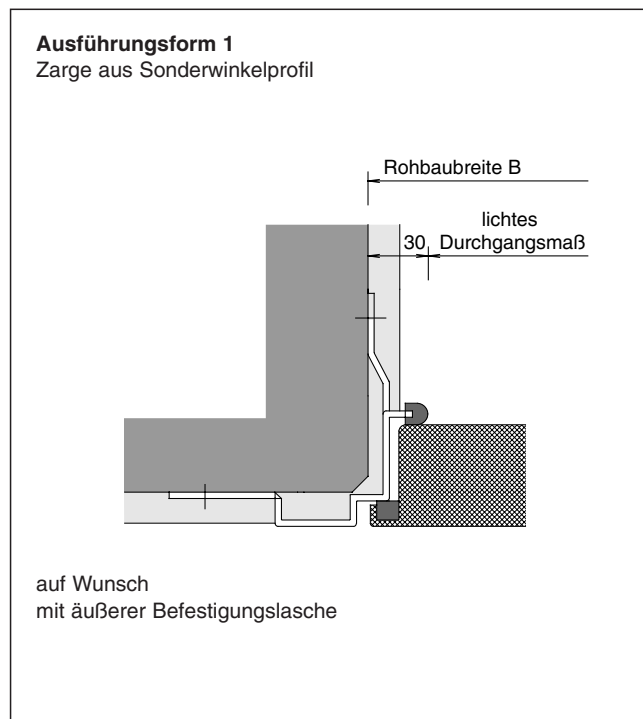 Ausführungsform 1
Zarge aus Sonderwinkelprofil
Rohbaubreite B
lichtes
30 Durchgangsmaß
auf Wunsch
mit äußerer Befestigungslasche